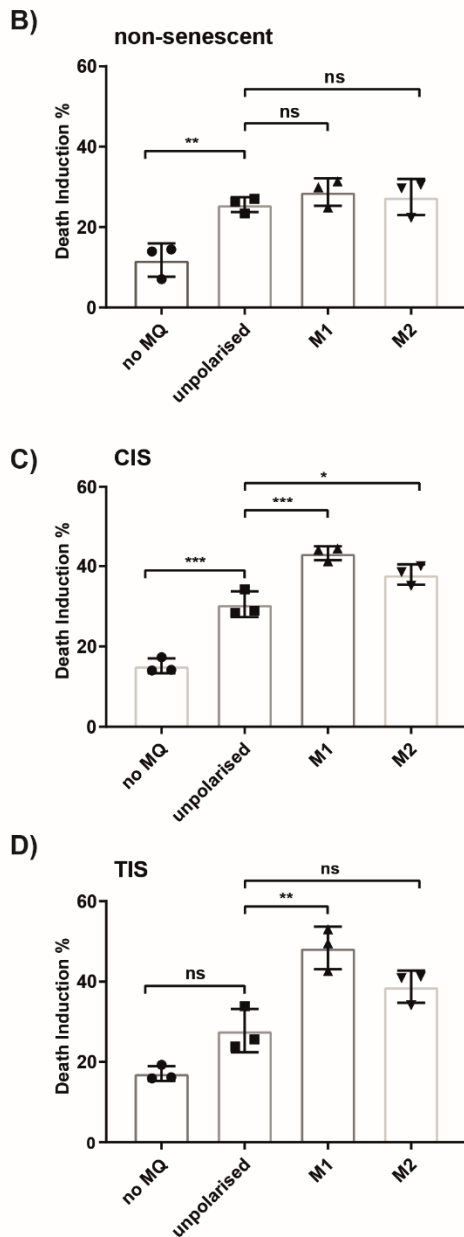 B)
non-senescent
Death Induction %
60
40
20
0
ns
ns
**
no MQ
unpolarised
M1
M2
C)
CIS
Death Induction %
60
40
20
0
*
***
***
no MQ
unpolarised
M1
M2
D)
TIS
Death Induction %
60
40
20
0
ns
**
ns
no MQ
unpolarised
M1
M2